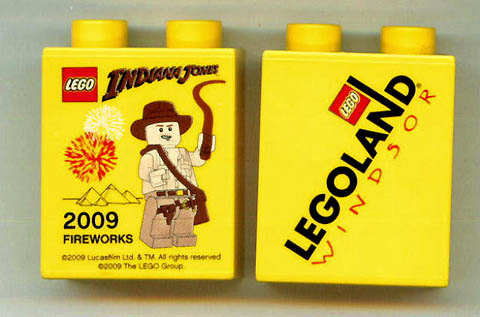 LEGO INDIANA JONES
2009
FIREWORKS
©2009 Lucasfilm Ltd. & TM. All rights reserved
©2009 The LEGO Group.
LEGO
LEGOLAND®
WINDSOR